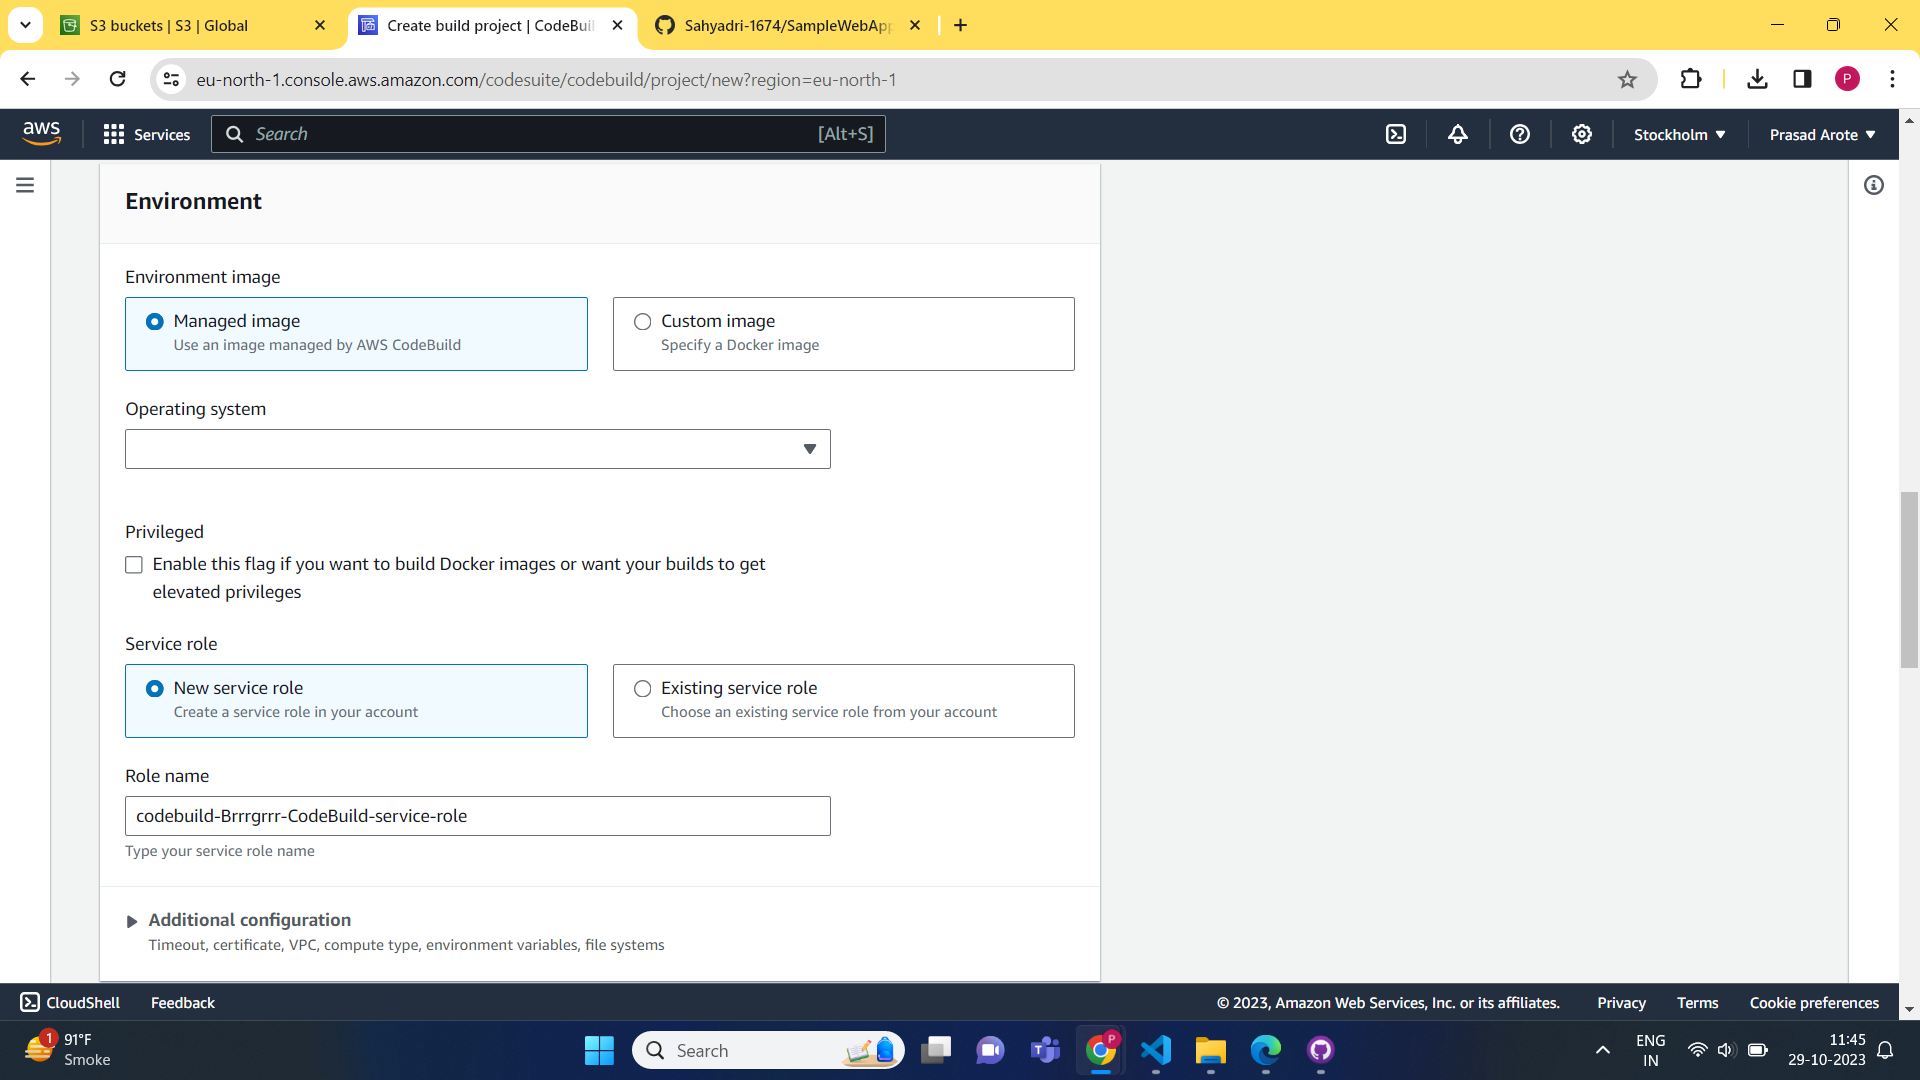 S3 buckets | S3 | Global
Create build project | CodeBuil
Sahyadri-1674/SampleWebApp
eu-north-1.console.aws.amazon.com/codesuite/codebuild/project/new?region=eu-north-1
P
aws
Services
Search
[Alt+S]
Stockholm
Prasad Arote
Environment
Environment image
Managed image
Use an image managed by AWS CodeBuild
Custom image
Specify a Docker image
Operating system
Privileged
Enable this flag if you want to build Docker images or want your builds to get
elevated privileges
Service role
New service role
Create a service role in your account
Existing service role
Choose an existing service role from your account
Role name
codebuild-Brrrgrrr-CodeBuild-service-role
Type your service role name
Additional configuration
Timeout, certificate, VPC, compute type, environment variables, file systems
CloudShell
Feedback
© 2023, Amazon Web Services, Inc. or its affiliates.
Privacy
Terms
Cookie preferences
1
91°F
Smoke
Search
P
ENG
IN
11:45
29-10-2023